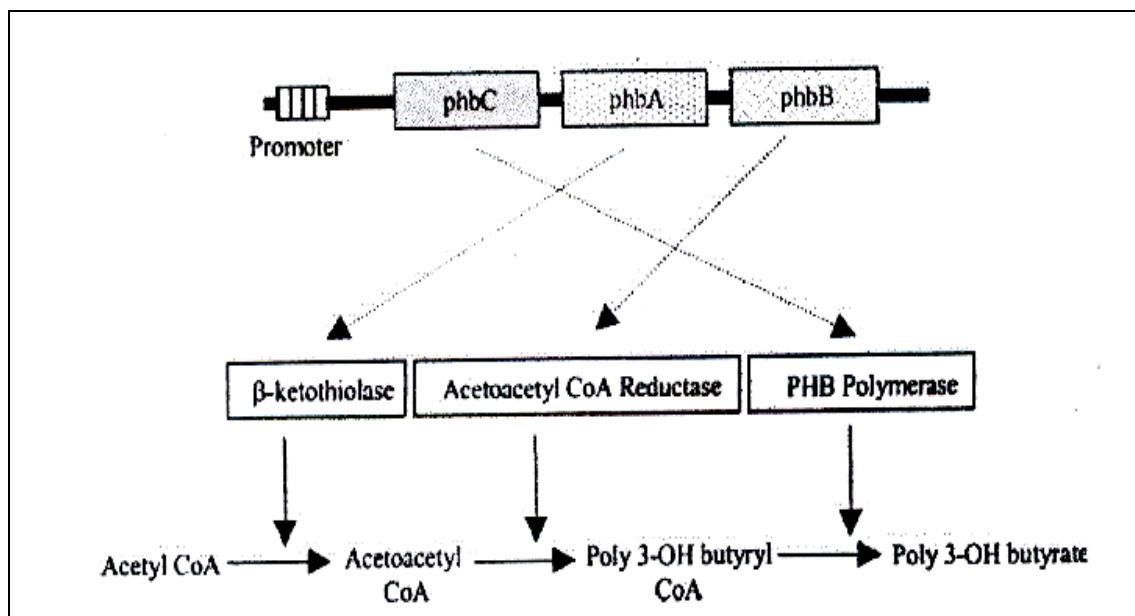 phbC phbA phbB
Promoter
β-ketothiolase Acetoacetyl CoA Reductase PHB Polymerase
Acetyl CoA Acetoacetyl CoA Poly 3-OH butyryl CoA Poly 3-OH butyrate